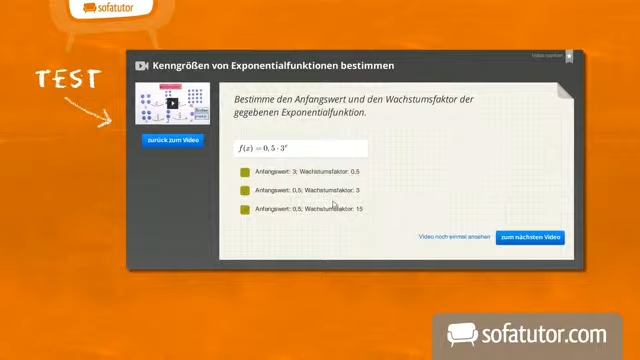 sofatutor
Kenngrößen von Exponentialfunktionen bestimmen
TEST
Bestimme den Anfangswert und den Wachstumsfaktor der
gegebenen Exponentialfunktion.
zurück zum Video
f(x) = 0,5 · 3ˣ
Anfangswert: 3; Wachstumsfaktor: 0.5
Anfangswert: 0,5; Wachstumsfaktor: 3
Anfangswert: 0,5; Wachstumsfaktor: 15
Video noch einmal ansehen
zum nächsten Video
sofatutor.com